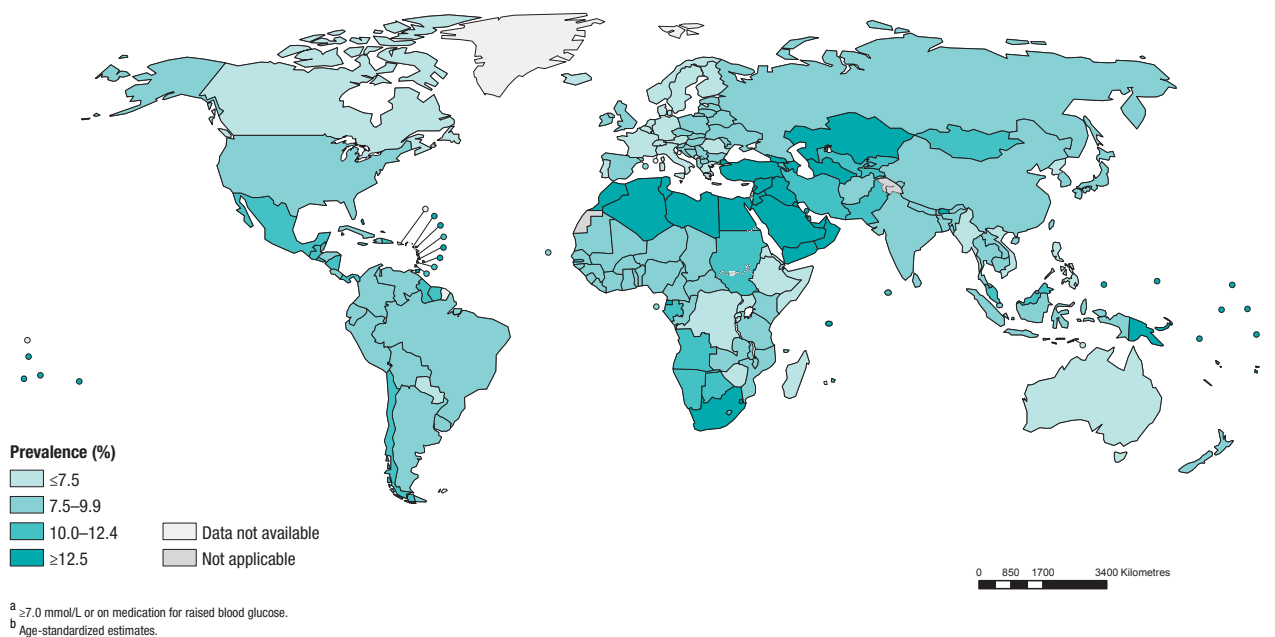 Prevalence (%)
≤7.5
7.5–9.9
10.0–12.4
≥12.5
Data not available
Not applicable
0 850 1700 3400 Kilometres
a ≥7.0 mmol/L or on medication for raised blood glucose.
b Age-standardized estimates.